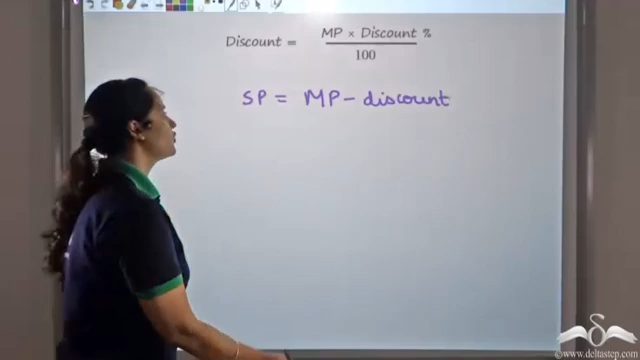 Discount = MP × Discount % / 100
SP = MP - discount
©www.deltastep.com